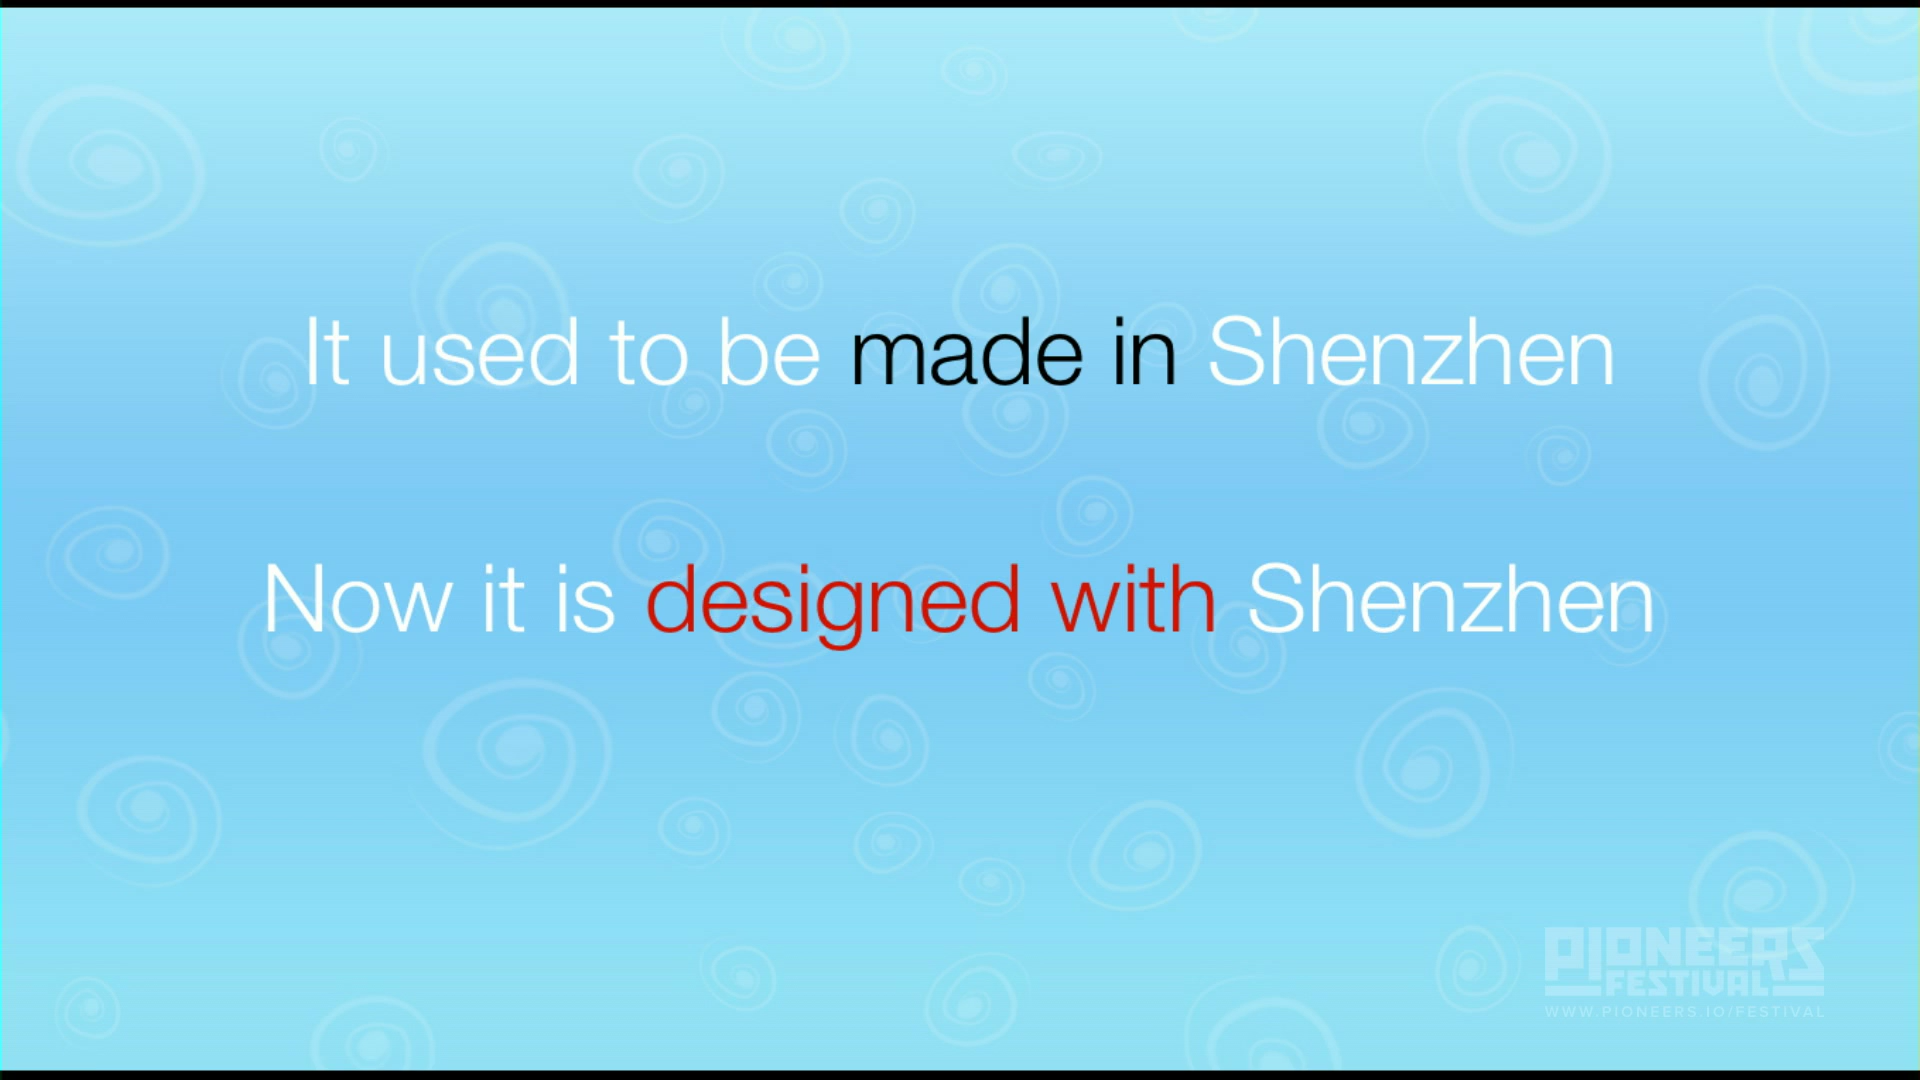 It used to be made in Shenzhen
Now it is designed with Shenzhen
PIONEERS
FESTIVAL
WWW.PIONEERS.IO/FESTIVAL